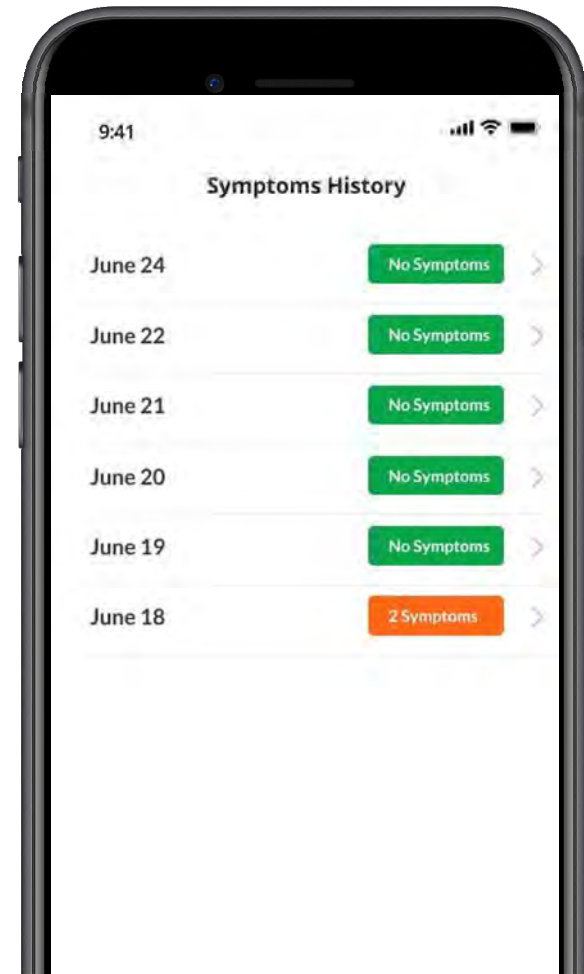 9:41
Symptoms History
June 24 No Symptoms
June 22 No Symptoms
June 21 No Symptoms
June 20 No Symptoms
June 19 No Symptoms
June 18 2 Symptoms